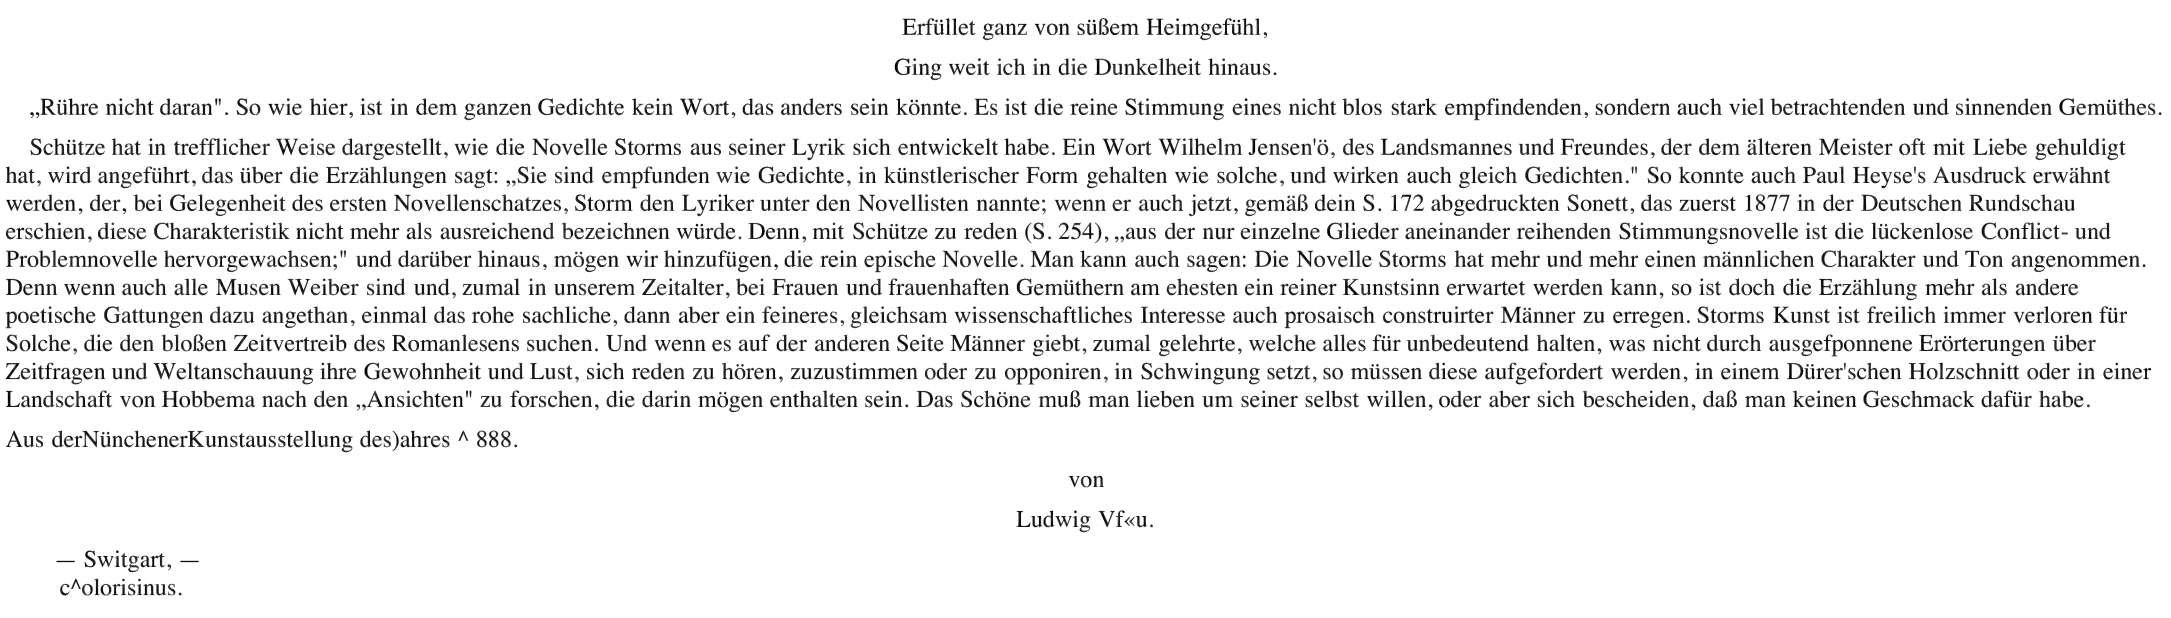 Erfüllet ganz von süßem Heimgefühl,
Ging weit ich in die Dunkelheit hinaus.
„Rühre nicht daran". So wie hier, ist in dem ganzen Gedichte kein Wort, das anders sein könnte. Es ist die reine Stimmung eines nicht blos stark empfindenden, sondern auch viel betrachtenden und sinnenden Gemüthes.
Schütze hat in trefflicher Weise dargestellt, wie die Novelle Storms aus seiner Lyrik sich entwickelt habe. Ein Wort Wilhelm Jensen'ö, des Landsmannes und Freundes, der dem älteren Meister oft mit Liebe gehuldigt
hat, wird angeführt, das über die Erzählungen sagt: „Sie sind empfunden wie Gedichte, in künstlerischer Form gehalten wie solche, und wirken auch gleich Gedichten." So konnte auch Paul Heyse's Ausdruck erwähnt
werden, der, bei Gelegenheit des ersten Novellenschatzes, Storm den Lyriker unter den Novellisten nannte; wenn er auch jetzt, gemäß dein S. 172 abgedruckten Sonett, das zuerst 1877 in der Deutschen Rundschau
erschien, diese Charakteristik nicht mehr als ausreichend bezeichnen würde. Denn, mit Schütze zu reden (S. 254), „aus der nur einzelne Glieder aneinander reihenden Stimmungsnovelle ist die lückenlose Conflict- und
Problemnovelle hervorgewachsen;" und darüber hinaus, mögen wir hinzufügen, die rein epische Novelle. Man kann auch sagen: Die Novelle Storms hat mehr und mehr einen männlichen Charakter und Ton angenommen.
Denn wenn auch alle Musen Weiber sind und, zumal in unserem Zeitalter, bei Frauen und frauenhaften Gemüthern am ehesten ein reiner Kunstsinn erwartet werden kann, so ist doch die Erzählung mehr als andere
poetische Gattungen dazu angethan, einmal das rohe sachliche, dann aber ein feineres, gleichsam wissenschaftliches Interesse auch prosaisch construirter Männer zu erregen. Storms Kunst ist freilich immer verloren für
Solche, die den bloßen Zeitvertreib des Romanlesens suchen. Und wenn es auf der anderen Seite Männer giebt, zumal gelehrte, welche alles für unbedeutend halten, was nicht durch ausgefponnene Erörterungen über
Zeitfragen und Weltanschauung ihre Gewohnheit und Lust, sich reden zu hören, zuzustimmen oder zu opponiren, in Schwingung setzt, so müssen diese aufgefordert werden, in einem Dürer'schen Holzschnitt oder in einer
Landschaft von Hobbema nach den „Ansichten" zu forschen, die darin mögen enthalten sein. Das Schöne muß man lieben um seiner selbst willen, oder aber sich bescheiden, daß man keinen Geschmack dafür habe.
Aus derNünchenerKunstausstellung des)ahres ^ 888.
von
Ludwig Vf«u.
— Switgart, —
c^olorisinus.